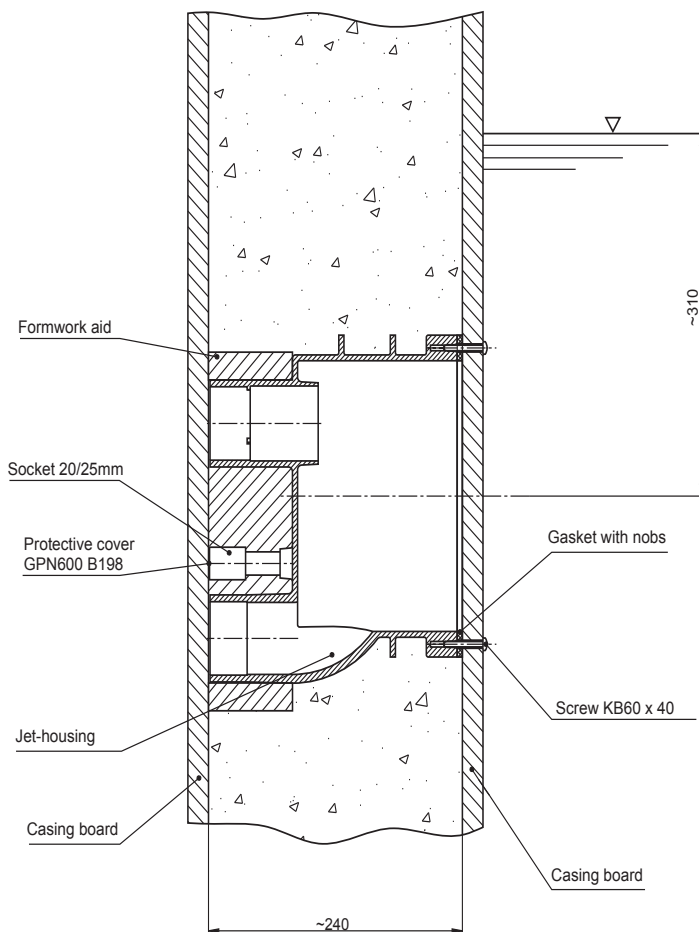 ~310
Formwork aid
Socket 20/25mm
Protective cover
GPN600 B198
Gasket with nobs
Screw KB60 x 40
Jet-housing
Casing board
Casing board
~240